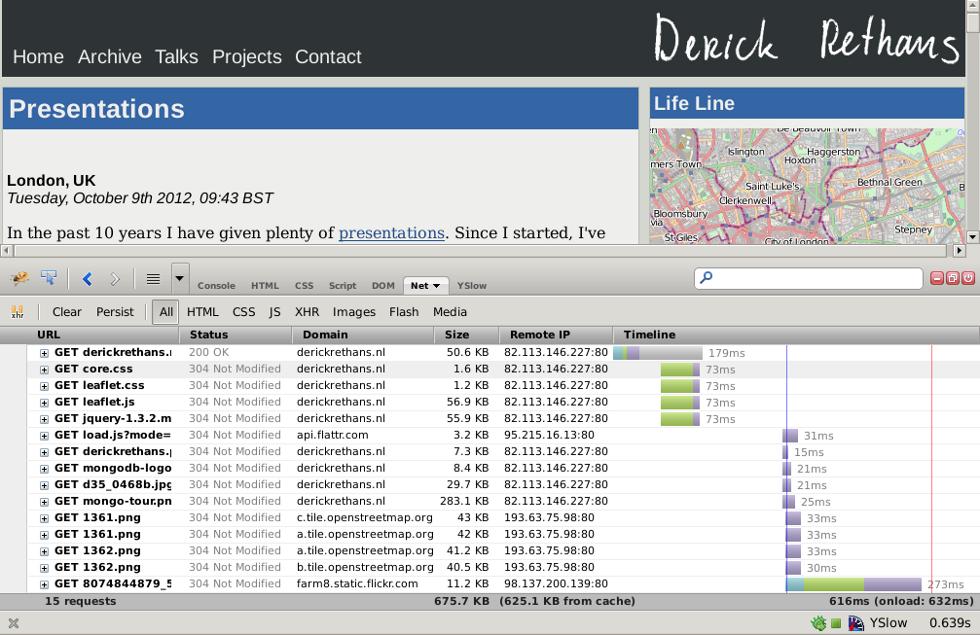 Derick Rethans
Home Archive Talks Projects Contact
Presentations
London, UK
Tuesday, October 9th 2012, 09:43 BST
In the past 10 years I have given plenty of presentations. Since I started, I've
Life Line
De Beauvoir Town
Islington
Haggerston
Hoxton
mers Town
Saint Luke's
Bethnal Green
Clerkenwell
Bloomsbury
Stepney
via
St Giles
City of London
Console HTML CSS Script DOM Net YSlow
Clear Persist All HTML CSS JS XHR Images Flash Media
URL Status Domain Size Remote IP Timeline
GET derickrethans.ı 200 OK derickrethans.nl 50.6 KB 82.113.146.227:80 179ms
GET core.css 304 Not Modified derickrethans.nl 1.6 KB 82.113.146.227:80 73ms
GET leaflet.css 304 Not Modified derickrethans.nl 1.2 KB 82.113.146.227:80 73ms
GET leaflet.js 304 Not Modified derickrethans.nl 56.9 KB 82.113.146.227:80 73ms
GET jquery-1.3.2.m 304 Not Modified derickrethans.nl 55.9 KB 82.113.146.227:80 73ms
GET load.js?mode= 304 Not Modified api.flattr.com 3.2 KB 95.215.16.13:80 31ms
GET derickrethans.ı 304 Not Modified derickrethans.nl 7.3 KB 82.113.146.227:80 15ms
GET mongodb-logo 304 Not Modified derickrethans.nl 8.4 KB 82.113.146.227:80 21ms
GET d35_0468b.jpg 304 Not Modified derickrethans.nl 29.7 KB 82.113.146.227:80 21ms
GET mongo-tour.pn 304 Not Modified derickrethans.nl 283.1 KB 82.113.146.227:80 25ms
GET 1361.png 304 Not Modified c.tile.openstreetmap.org 43 KB 193.63.75.98:80 33ms
GET 1361.png 304 Not Modified a.tile.openstreetmap.org 42 KB 193.63.75.98:80 33ms
GET 1362.png 304 Not Modified a.tile.openstreetmap.org 41.2 KB 193.63.75.98:80 33ms
GET 1362.png 304 Not Modified b.tile.openstreetmap.org 40.5 KB 193.63.75.98:80 30ms
GET 8074844879_5 304 Not Modified farm8.static.flickr.com 11.2 KB 98.137.200.139:80 273ms
15 requests 675.7 KB (625.1 KB from cache) 616ms (onload: 632ms)
YSlow 0.639s